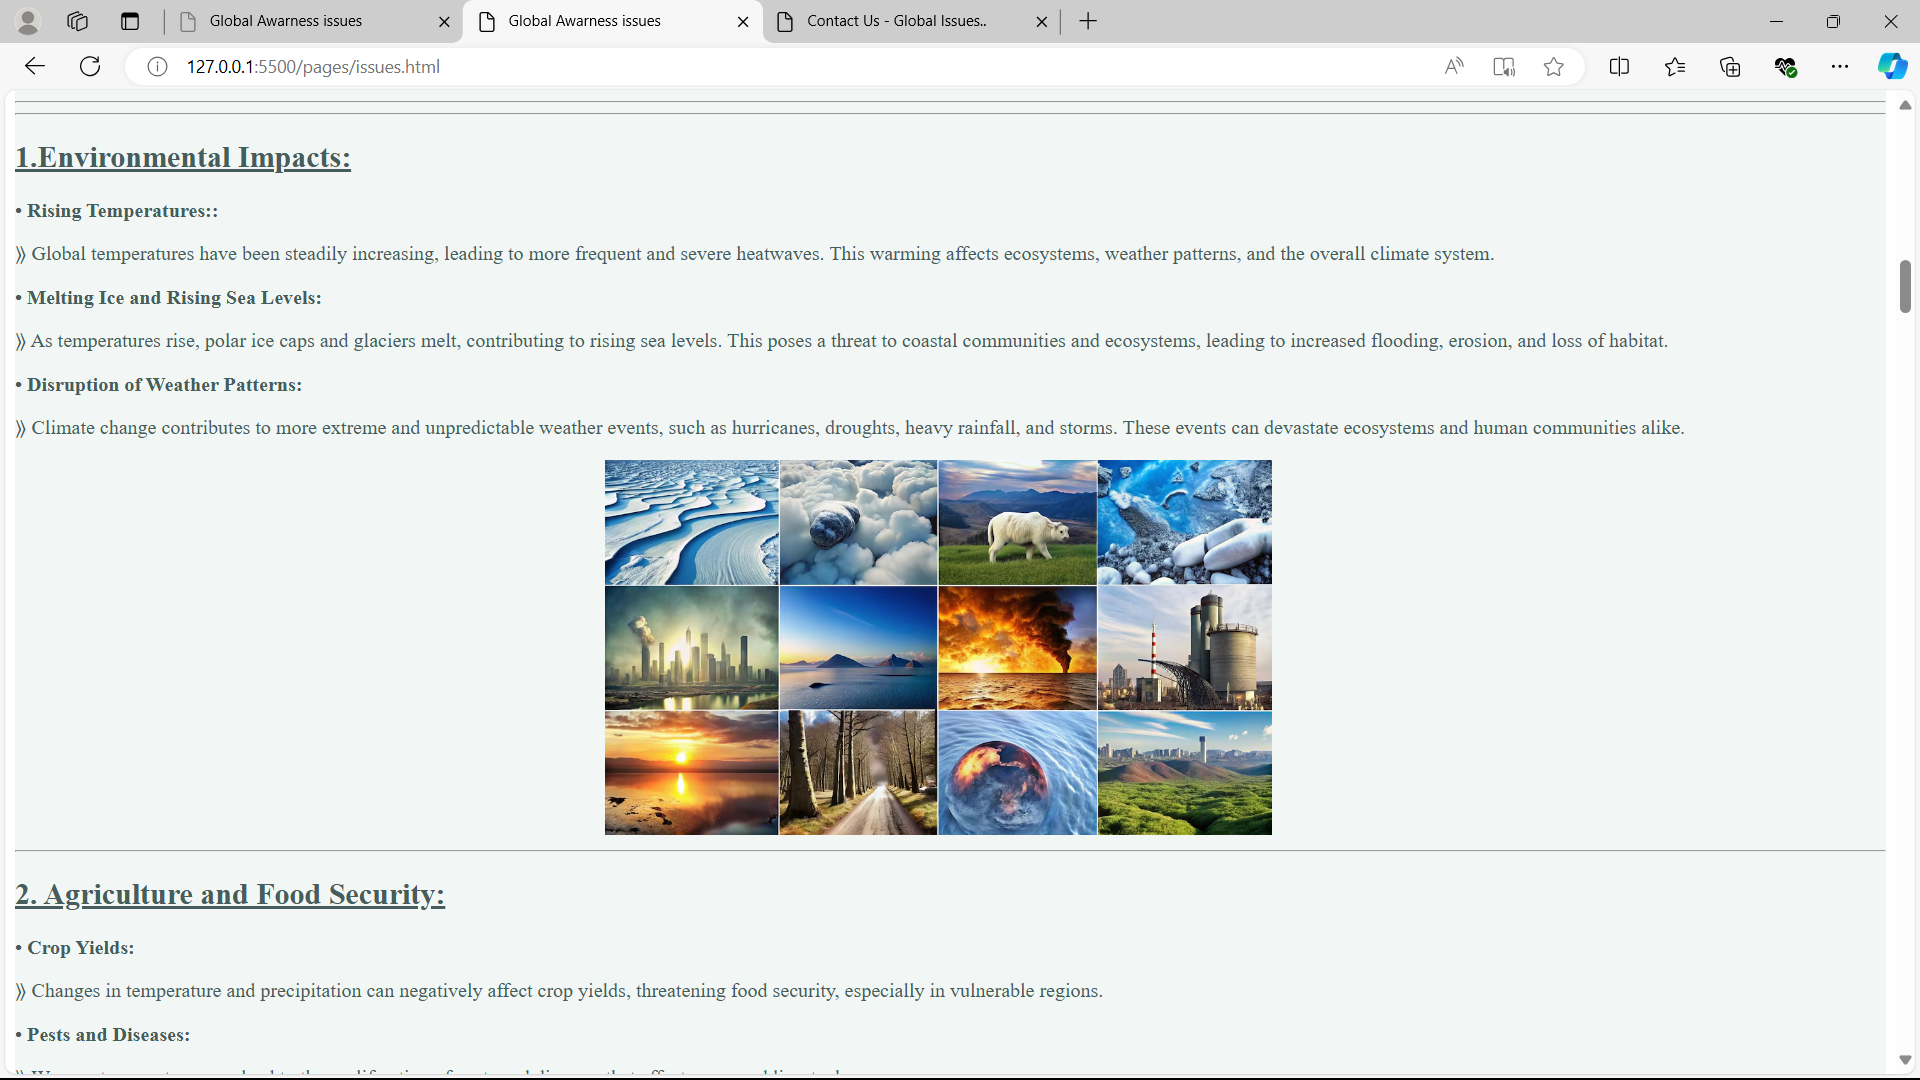 Global Awarness issues
Global Awarness issues
Contact Us - Global Issues..
127.0.0.1:5500/pages/issues.html
1.Environmental Impacts:
• Rising Temperatures::
⟫ Global temperatures have been steadily increasing, leading to more frequent and severe heatwaves. This warming affects ecosystems, weather patterns, and the overall climate system.
• Melting Ice and Rising Sea Levels:
⟫ As temperatures rise, polar ice caps and glaciers melt, contributing to rising sea levels. This poses a threat to coastal communities and ecosystems, leading to increased flooding, erosion, and loss of habitat.
• Disruption of Weather Patterns:
⟫ Climate change contributes to more extreme and unpredictable weather events, such as hurricanes, droughts, heavy rainfall, and storms. These events can devastate ecosystems and human communities alike.
2. Agriculture and Food Security:
• Crop Yields:
⟫ Changes in temperature and precipitation can negatively affect crop yields, threatening food security, especially in vulnerable regions.
• Pests and Diseases: